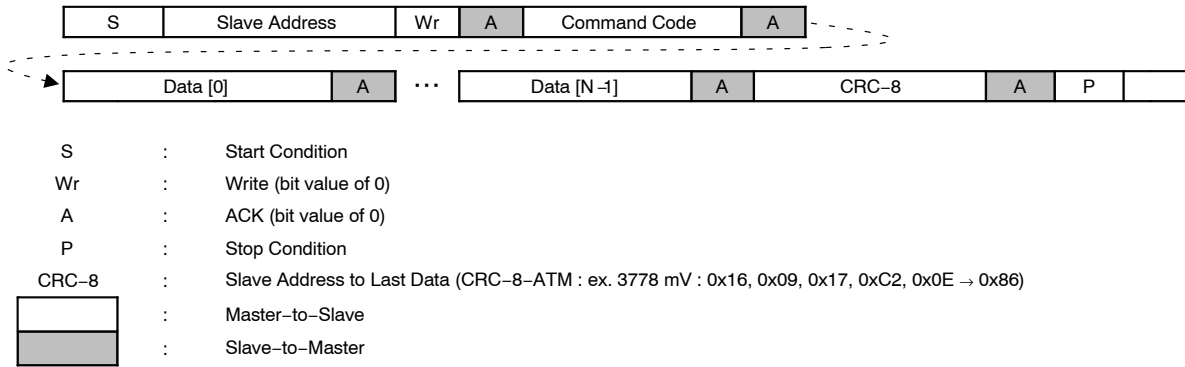 S Slave Address Wr A Command Code A
Data [0] A ... Data [N−1] A CRC−8 A P
S : Start Condition
Wr : Write (bit value of 0)
A : ACK (bit value of 0)
P : Stop Condition
CRC−8 : Slave Address to Last Data (CRC−8−ATM : ex. 3778 mV : 0x16, 0x09, 0x17, 0xC2, 0x0E → 0x86)
: Master−to−Slave
: Slave−to−Master